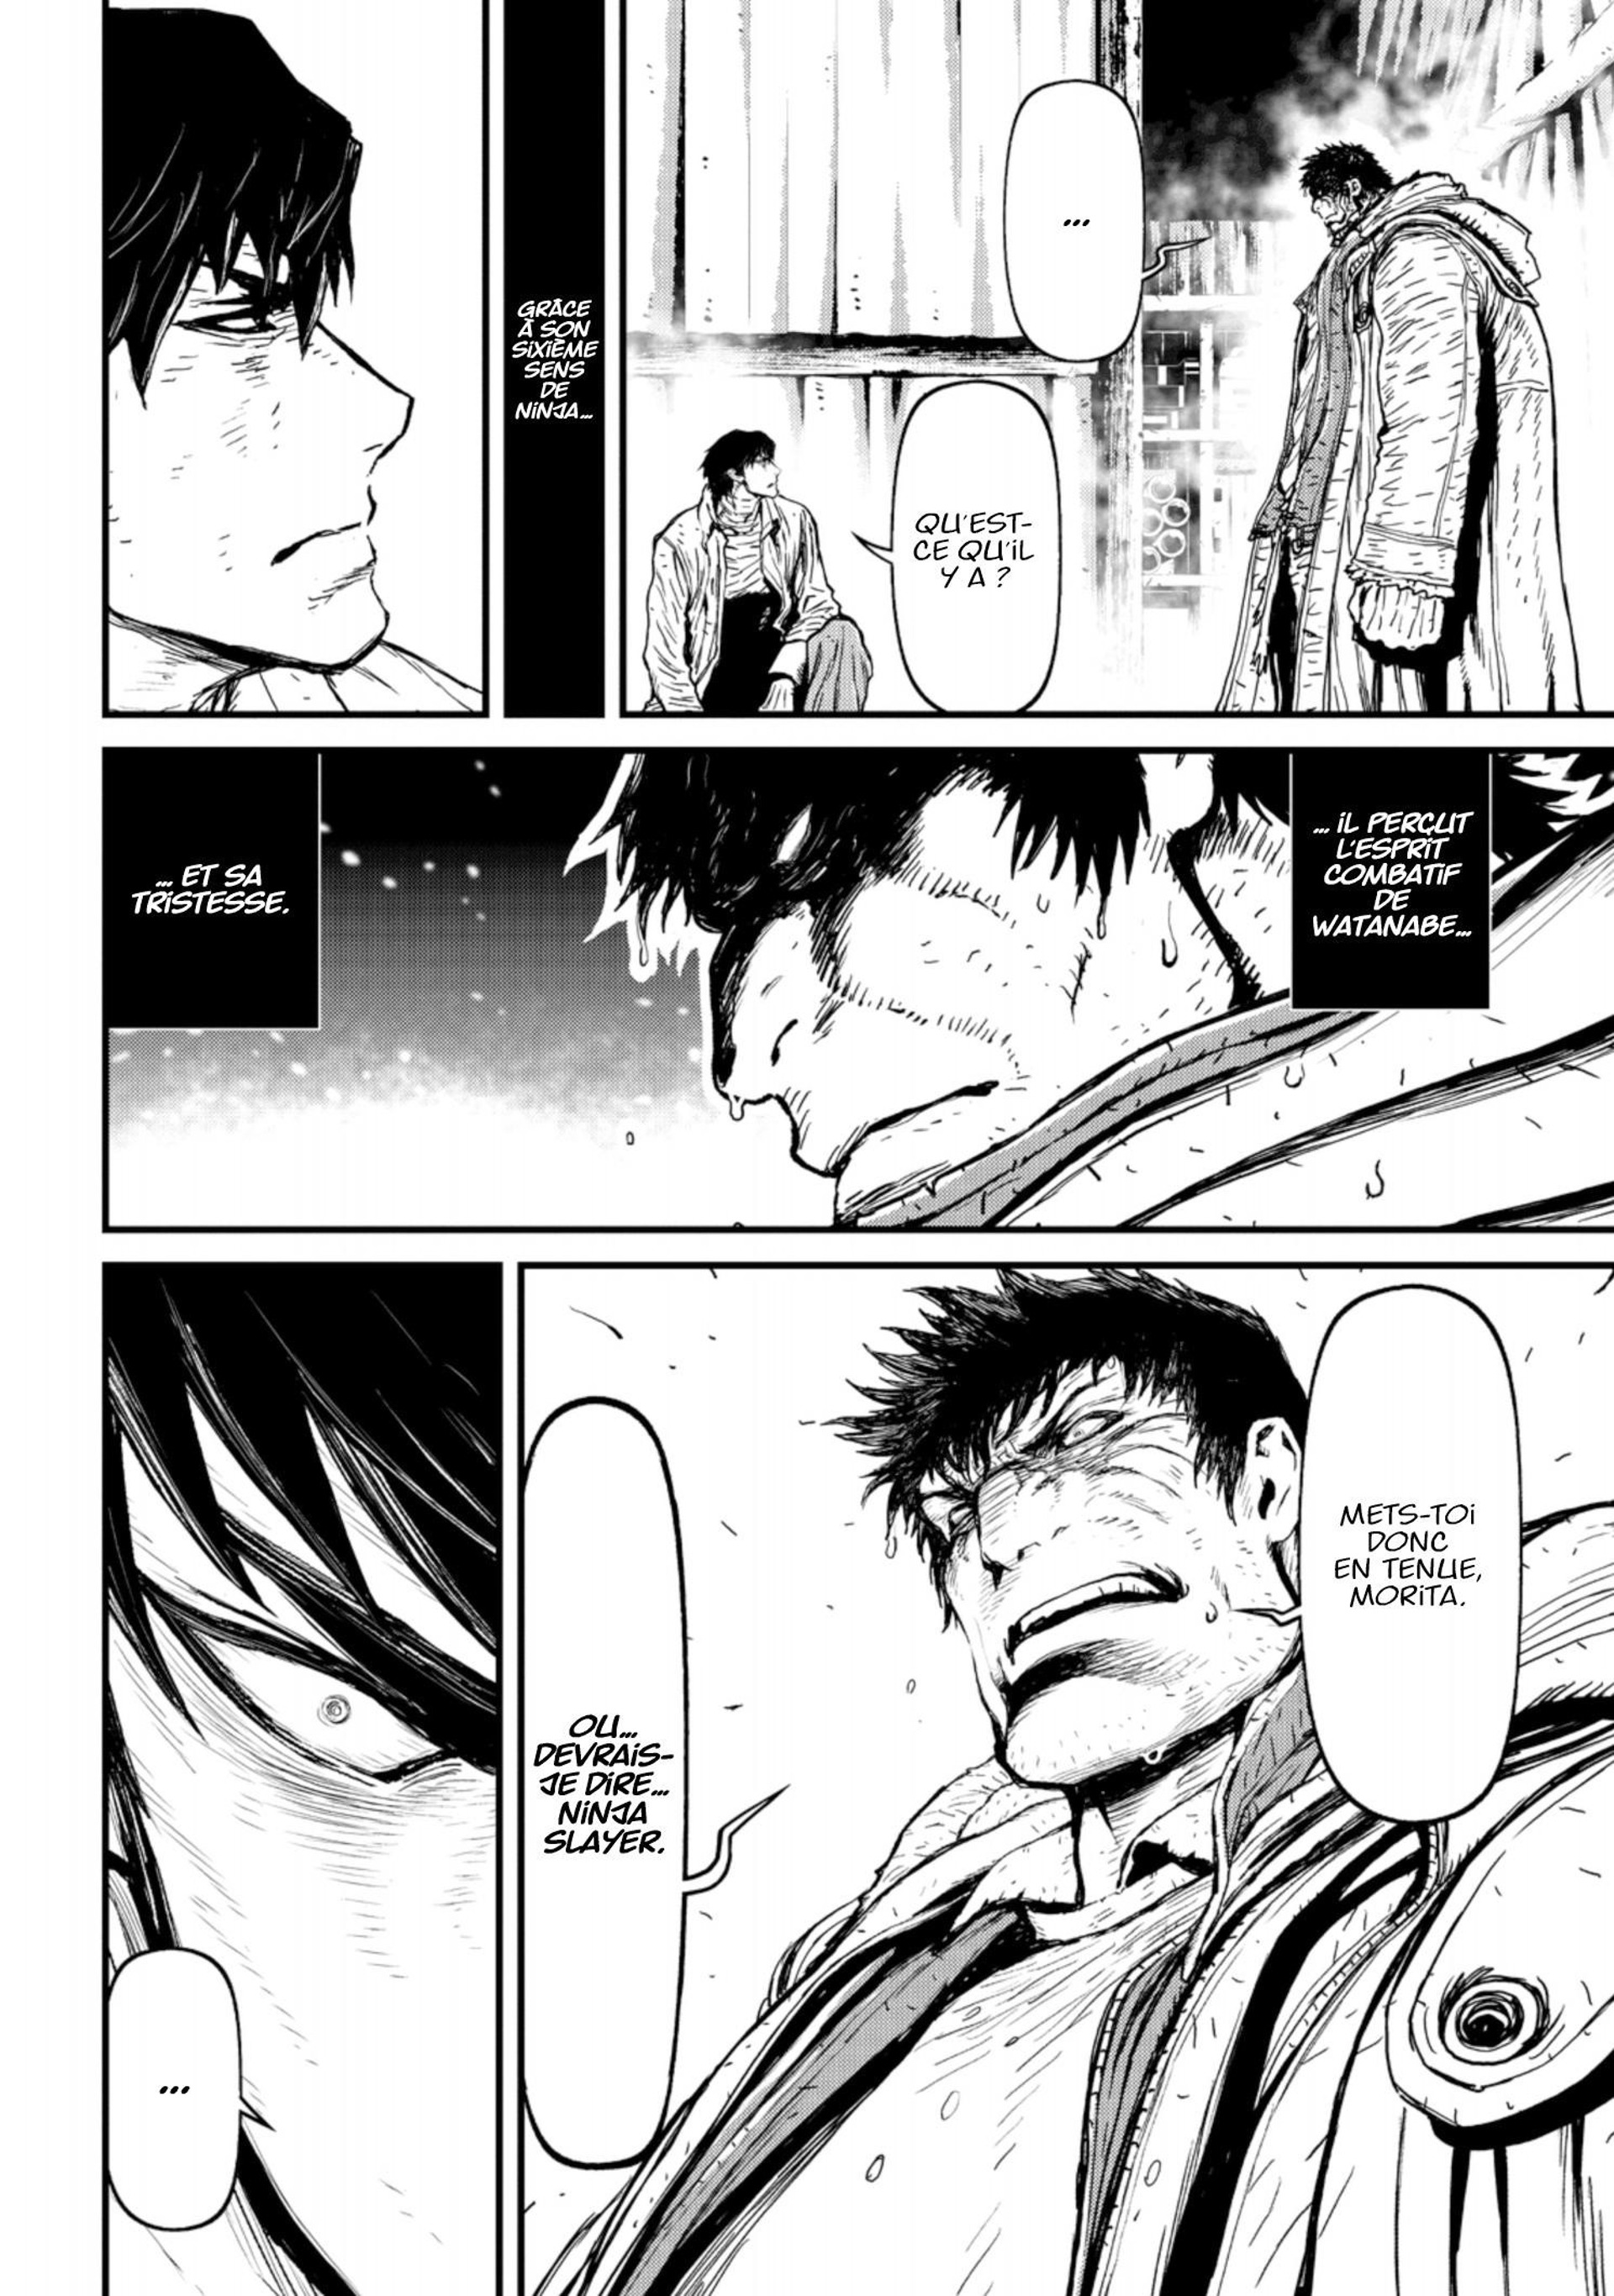 ...
QU'EST-
CE QU'IL
Y A ?
GRÂCE
À SON
SIXIÈME
SENS
DE
NINJA...
... IL PERÇUT
L'ESPRIT
COMBATIF
DE
WATANABE...
... ET SA
TRISTESSE.
METS-TOI
DONC
EN TENUE,
MORITA.
OU...
DEVRAIS-
JE DIRE...
NINJA
SLAYER.
...